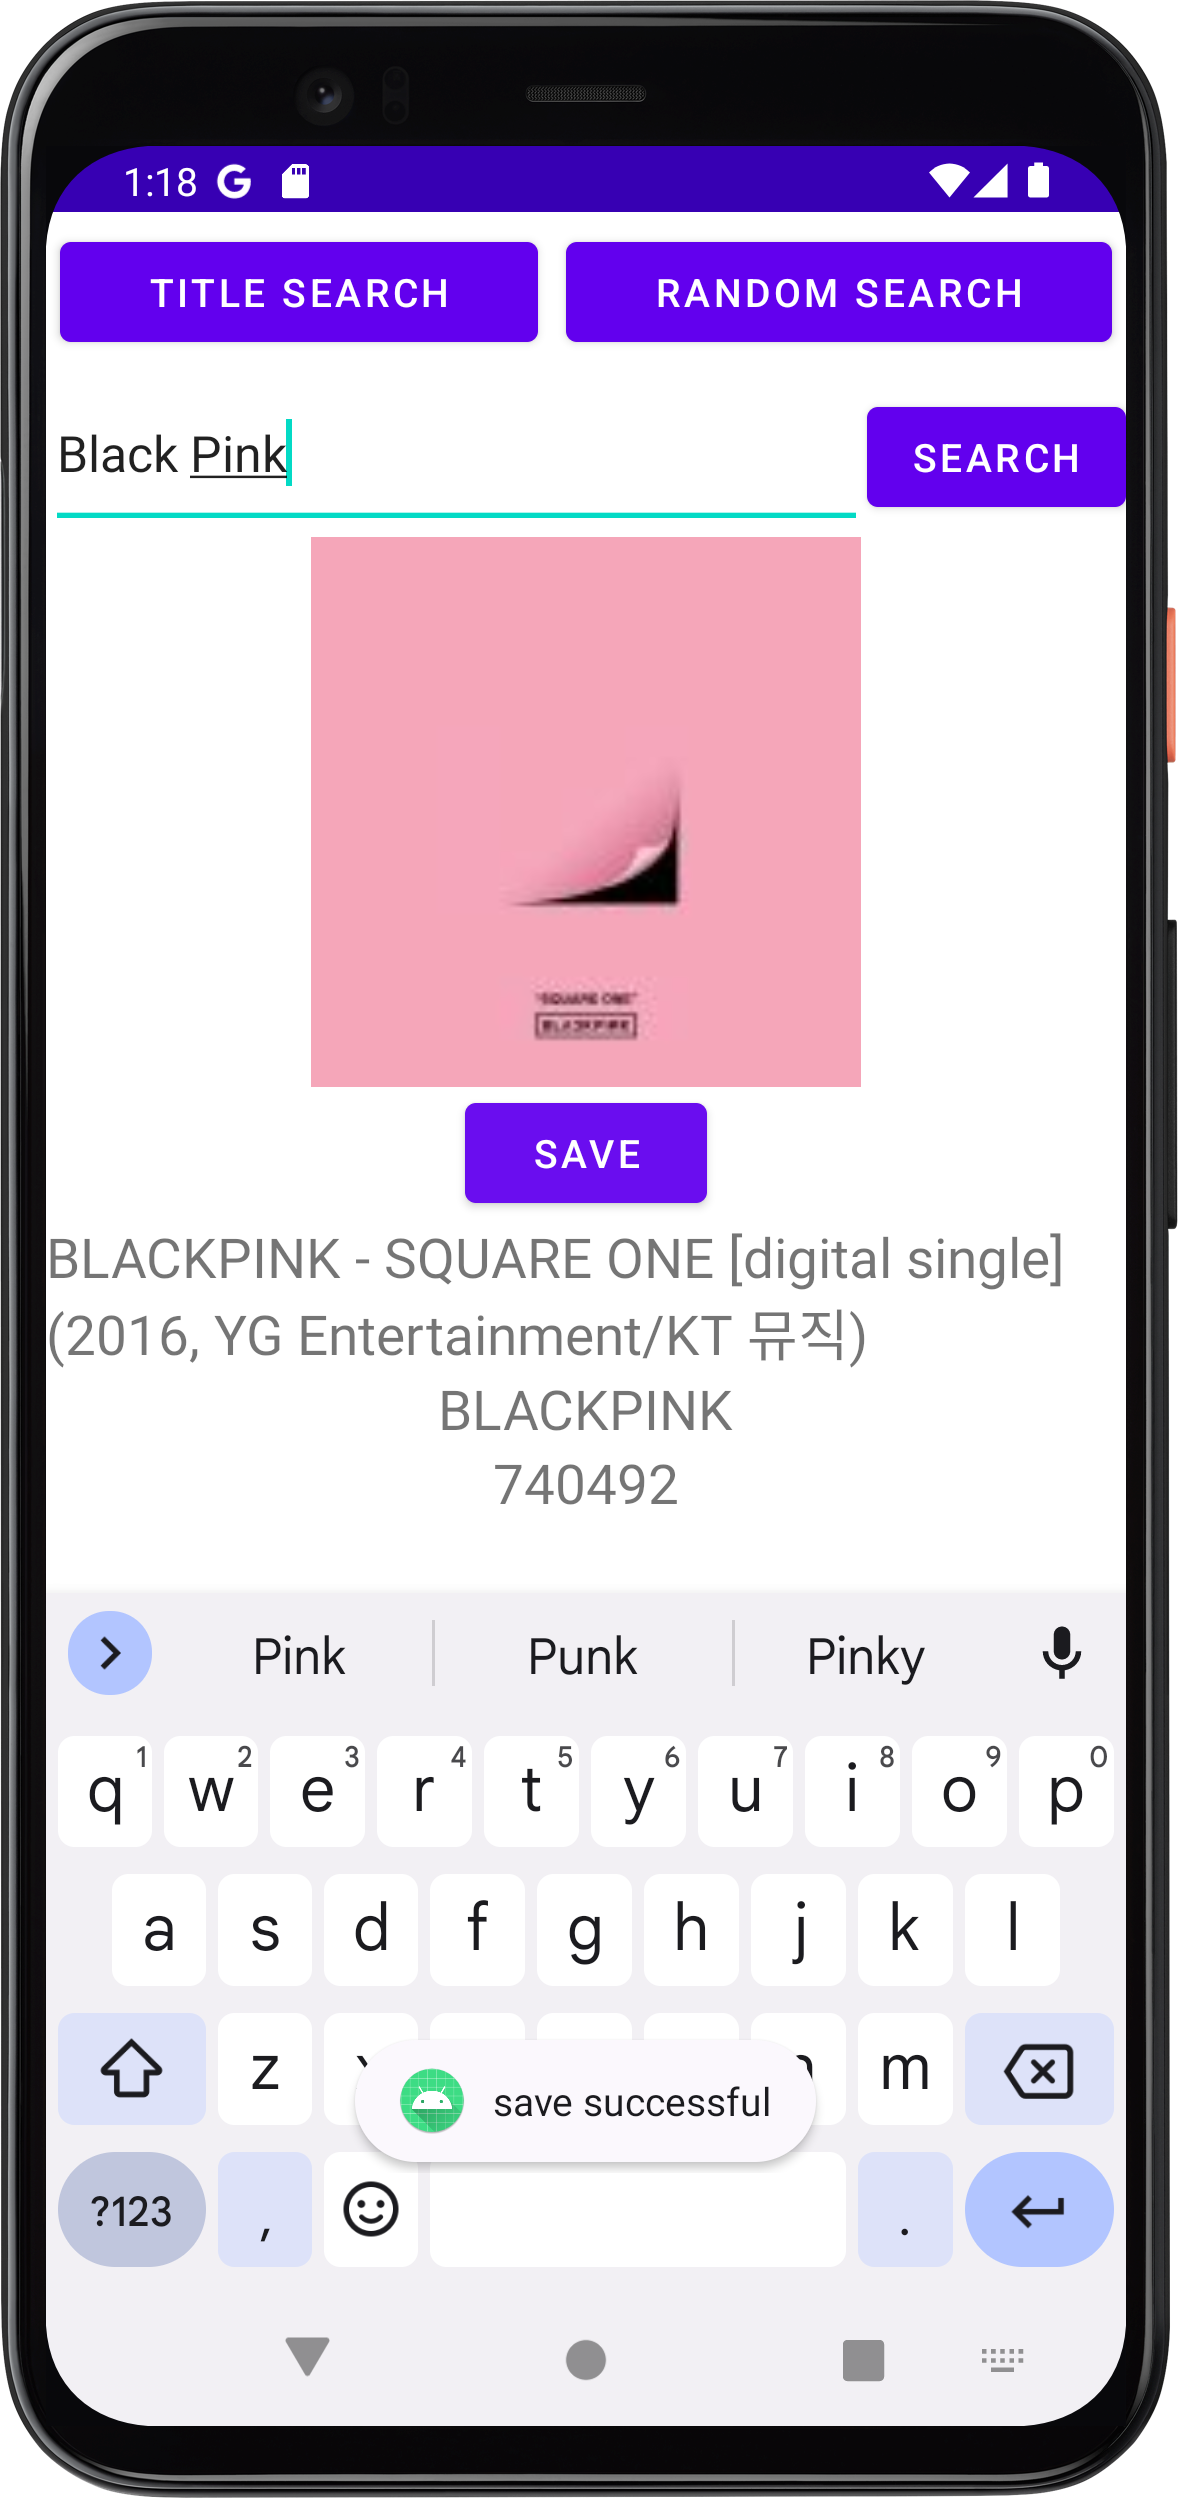 1:18
TITLE SEARCH RANDOM SEARCH
Black Pink SEARCH
"SQUARE ONE"
BLACKPINK
SAVE
BLACKPINK - SQUARE ONE [digital single]
(2016, YG Entertainment/KT 뮤직)
BLACKPINK
740492
Pink Punk Pinky
1 2 3 4 5 6 7 8 9 0
q w e r t y u i o p
a s d f g h j k l
z m
save successful
?123 , .